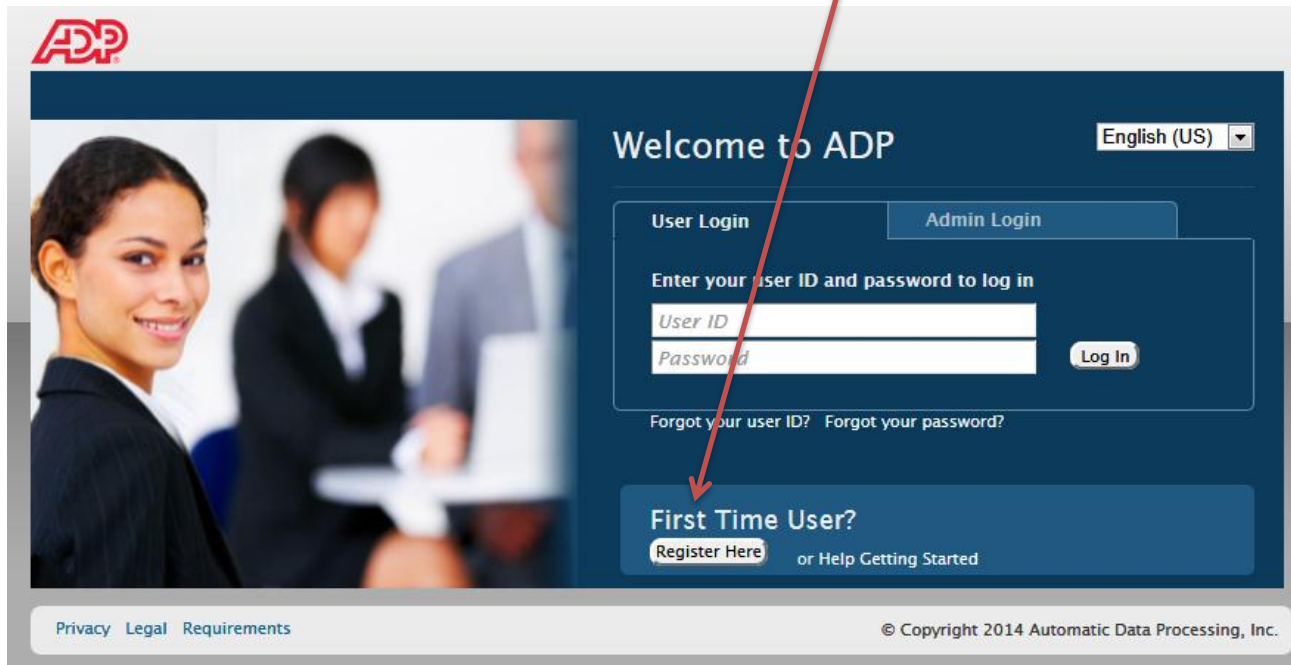 ADP
Welcome to ADP
English (US)
User Login Admin Login
Enter your user ID and password to log in
User ID
Password
Log In
Forgot your user ID? Forgot your password?
First Time User?
Register Here or Help Getting Started
Privacy Legal Requirements © Copyright 2014 Automatic Data Processing, Inc.